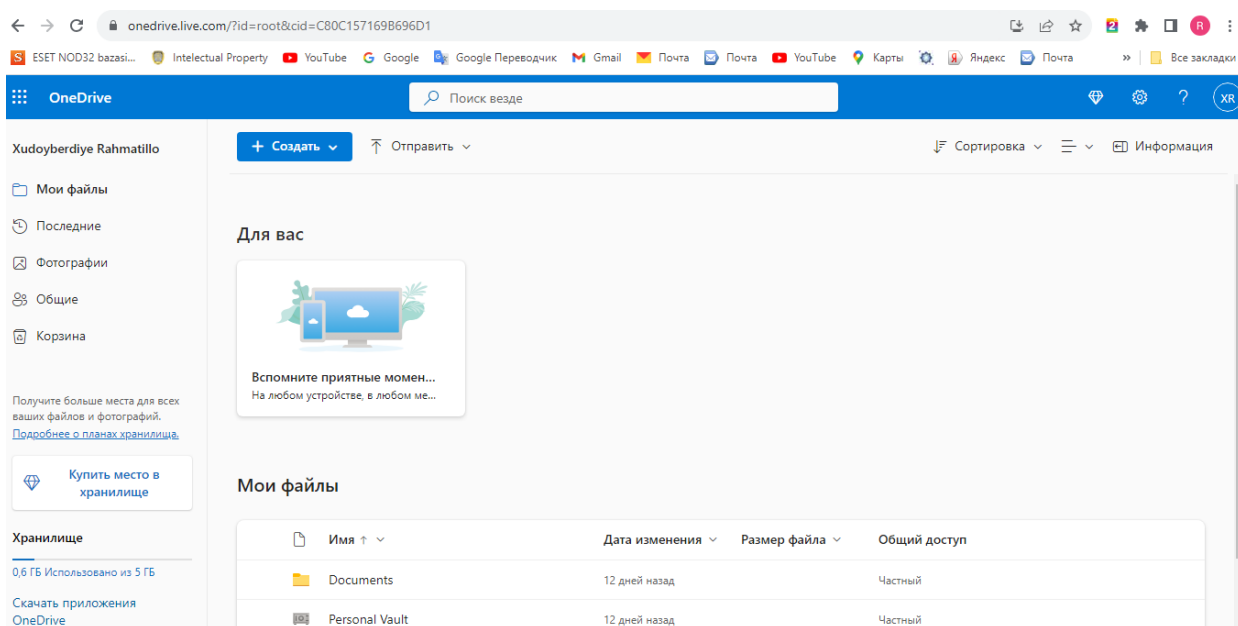 onedrive.live.com/?id=root&cid=C80C157169B696D1
2
R
S ESET NOD32 bazasi... Intelectual Property YouTube G Google Google Переводчик Gmail Почта Почта YouTube Карты Я Яндекс Почта » Все закладки
OneDrive
Поиск везде
? XR
Xudoyberdiye Rahmatillo
+ Создать
Отправить
Сортировка
Информация
Мои файлы
Последние
Фотографии
Общие
Корзина
Получите больше места для всех
ваших файлов и фотографий.
Подробнее о планах хранилища.
Купить место в
хранилище
Хранилище
0,6 ГБ Использовано из 5 ГБ
Скачать приложения
OneDrive
Для вас
Вспомните приятные момен...
На любом устройстве, в любом ме...
Мои файлы
Имя ↑ Дата изменения Размер файла Общий доступ
Documents 12 дней назад Частный
Personal Vault 12 дней назад Частный